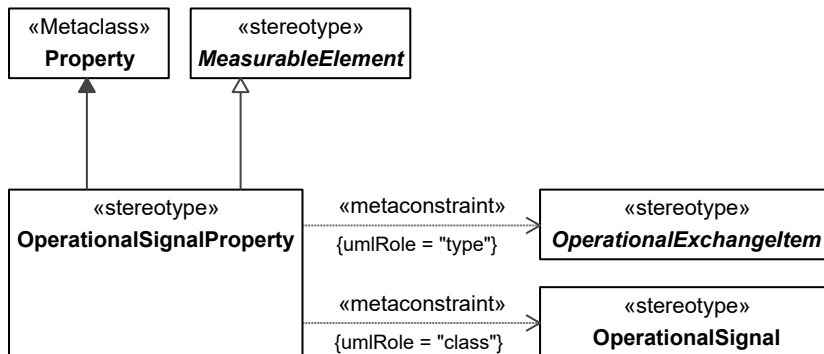 «Metaclass»
Property
«stereotype»
MeasurableElement
«stereotype»
OperationalSignalProperty
«metaconstraint»
{umlRole = "type"}
«stereotype»
OperationalExchangeItem
«metaconstraint»
{umlRole = "class"}
«stereotype»
OperationalSignal